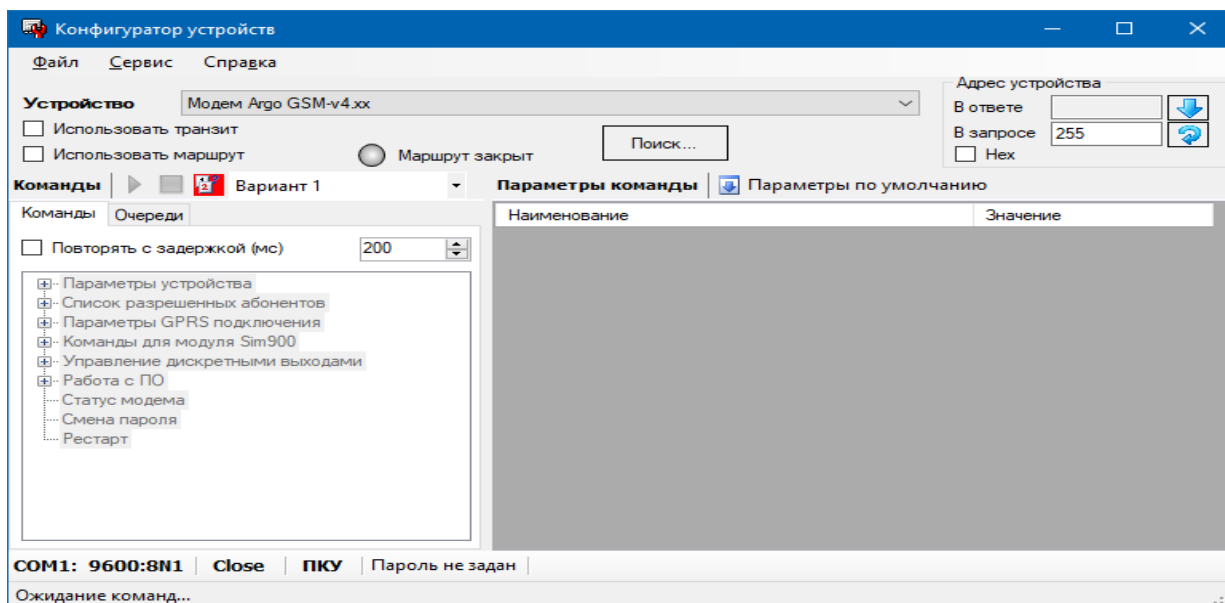 Конфигуратор устройств
Файл Сервис Справка
Адрес устройства
Устройство Модем Argo GSM-v4.xx
В ответе
Использовать транзит
В запросе 255
Поиск...
Использовать маршрут Маршрут закрыт
Hex
Команды Вариант 1 Параметры команды Параметры по умолчанию
Команды Очереди
Наименование Значение
Повторять с задержкой (мс) 200
Параметры устройства
Список разрешенных абонентов
Параметры GPRS подключения
Команды для модуля Sim900
Управление дискретными выходами
Работа с ПО
Статус модема
Смена пароля
Рестарт
COM1: 9600:8N1 Close ПКУ Пароль не задан
Ожидание команд...